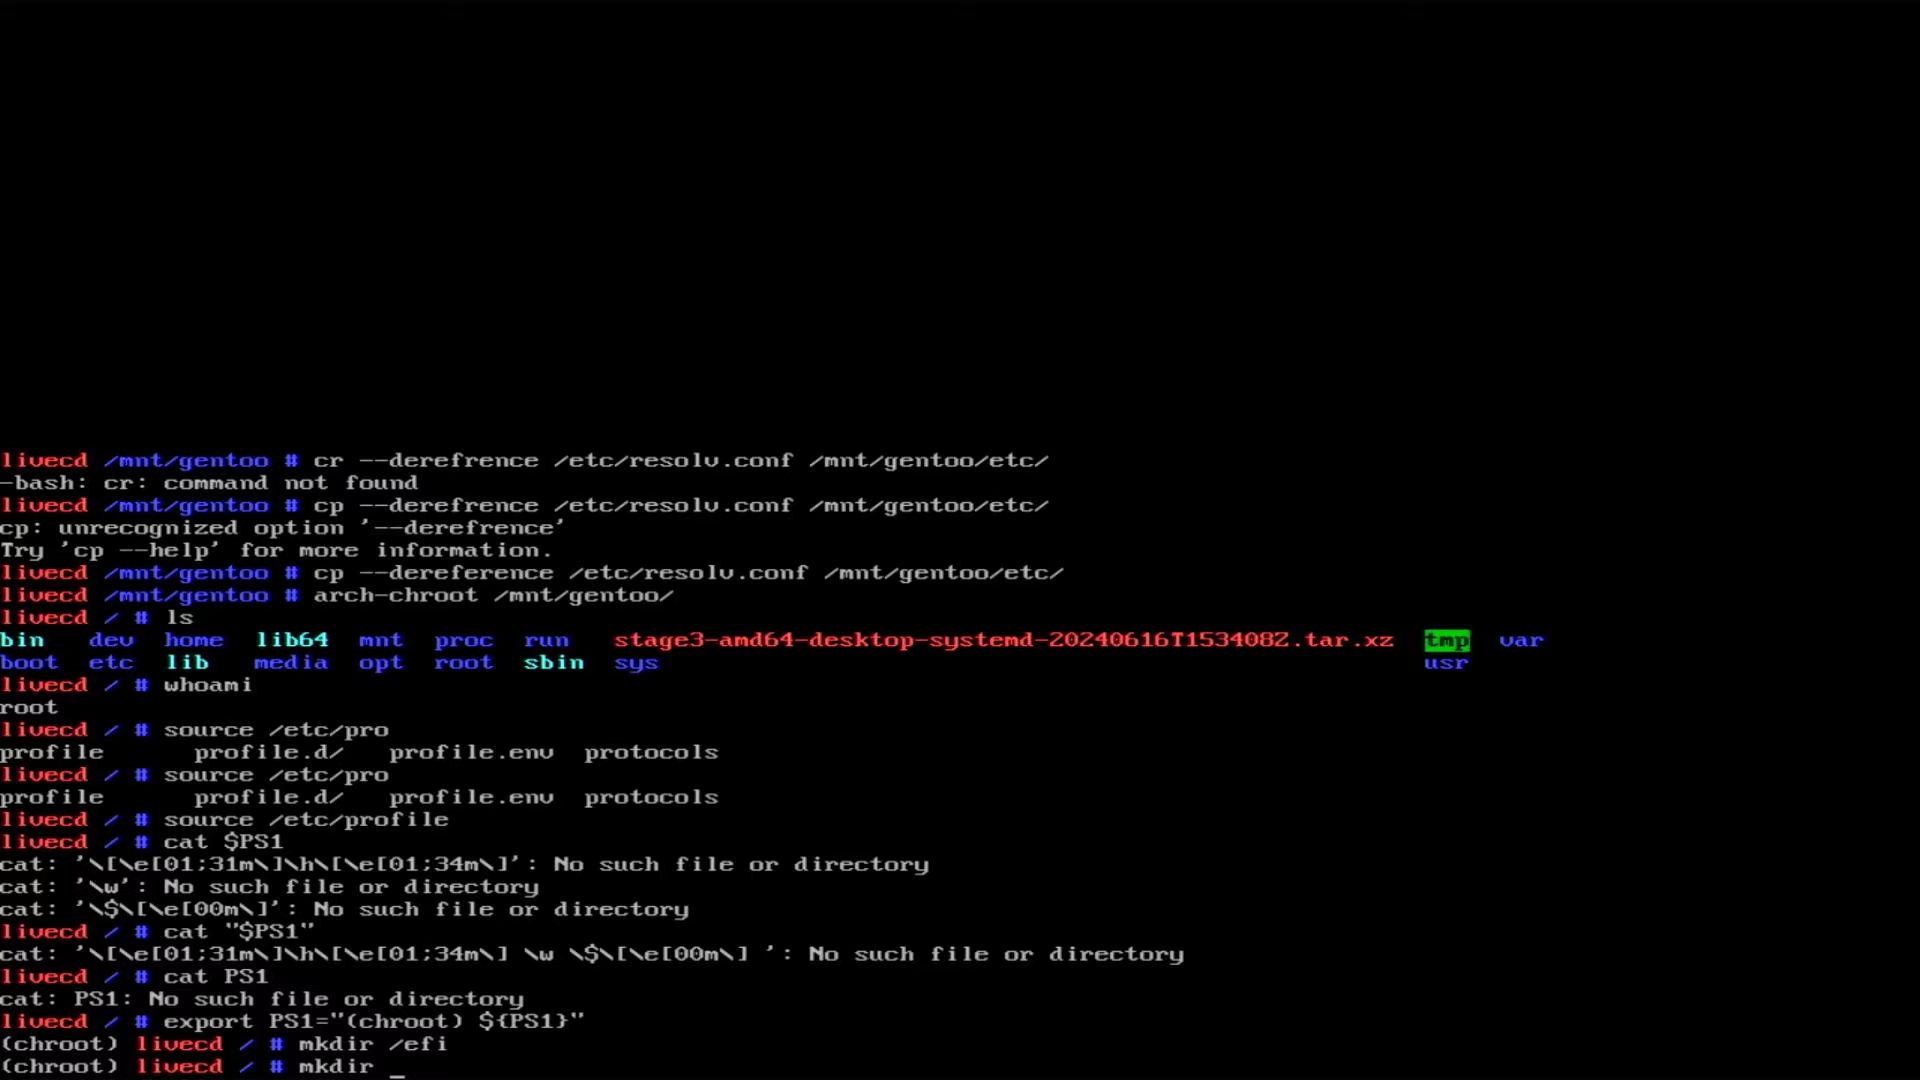 livecd /mnt/gentoo # cr --derefrence /etc/resolv.conf /mnt/gentoo/etc/
-bash: cr: command not found
livecd /mnt/gentoo # cp --derefrence /etc/resolv.conf /mnt/gentoo/etc/
cp: unrecognized option '--derefrence'
Try 'cp --help' for more information.
livecd /mnt/gentoo # cp --dereference /etc/resolv.conf /mnt/gentoo/etc/
livecd /mnt/gentoo # arch-chroot /mnt/gentoo/
livecd / # ls
bin   dev  home  lib64  mnt  proc  run   stage3-amd64-desktop-systemd-20240616T153408Z.tar.xz  tmp  var
boot  etc  lib   media  opt  root  sbin  sys                                                   usr
livecd / # whoami
root
livecd / # source /etc/pro
profile      profile.d/   profile.env  protocols
livecd / # source /etc/pro
profile      profile.d/   profile.env  protocols
livecd / # source /etc/profile
livecd / # cat $PS1
cat: '\[\e[01;31m\]\h\[\e[01;34m\]': No such file or directory
cat: '\w': No such file or directory
cat: '\$\[\e[00m\]': No such file or directory
livecd / # cat "$PS1"
cat: '\[\e[01;31m\]\h\[\e[01;34m\] \w \$\[\e[00m\] ': No such file or directory
livecd / # cat PS1
cat: PS1: No such file or directory
livecd / # export PS1="(chroot) ${PS1}"
(chroot) livecd / # mkdir /efi
(chroot) livecd / # mkdir _